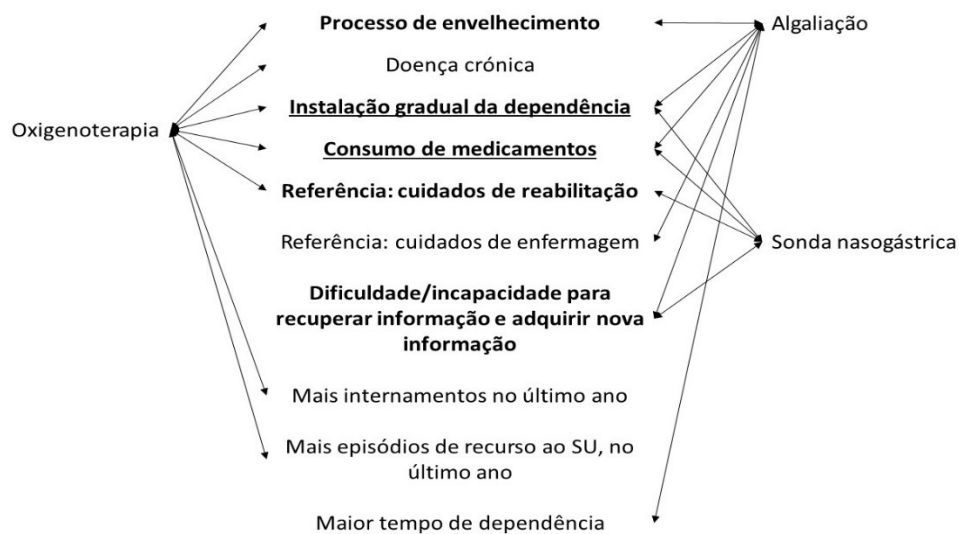 Processo de envelhecimento
Algaliação
Doença crónica
Instalação gradual da dependência
Oxigenoterapia
Consumo de medicamentos
Referência: cuidados de reabilitação
Referência: cuidados de enfermagem
Sonda nasogástrica
Dificuldade/incapacidade para
recuperar informação e adquirir nova
informação
Mais internamentos no último ano
Mais episódios de recurso ao SU, no
último ano
Maior tempo de dependência